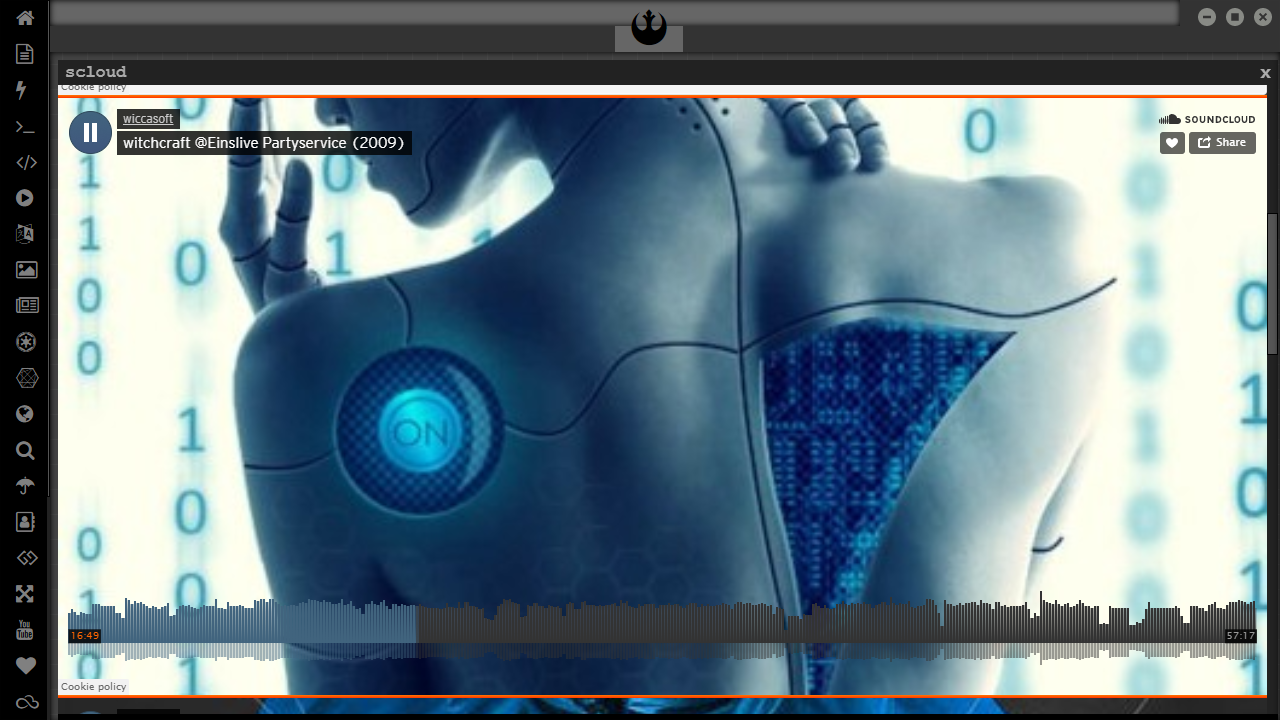 scloud
x
Cookie policy
wiccasoft
witchcraft @Einslive Partyservice (2009)
SOUNDCLOUD
Share
ON
16:49
57:17
Cookie policy
You
Tube